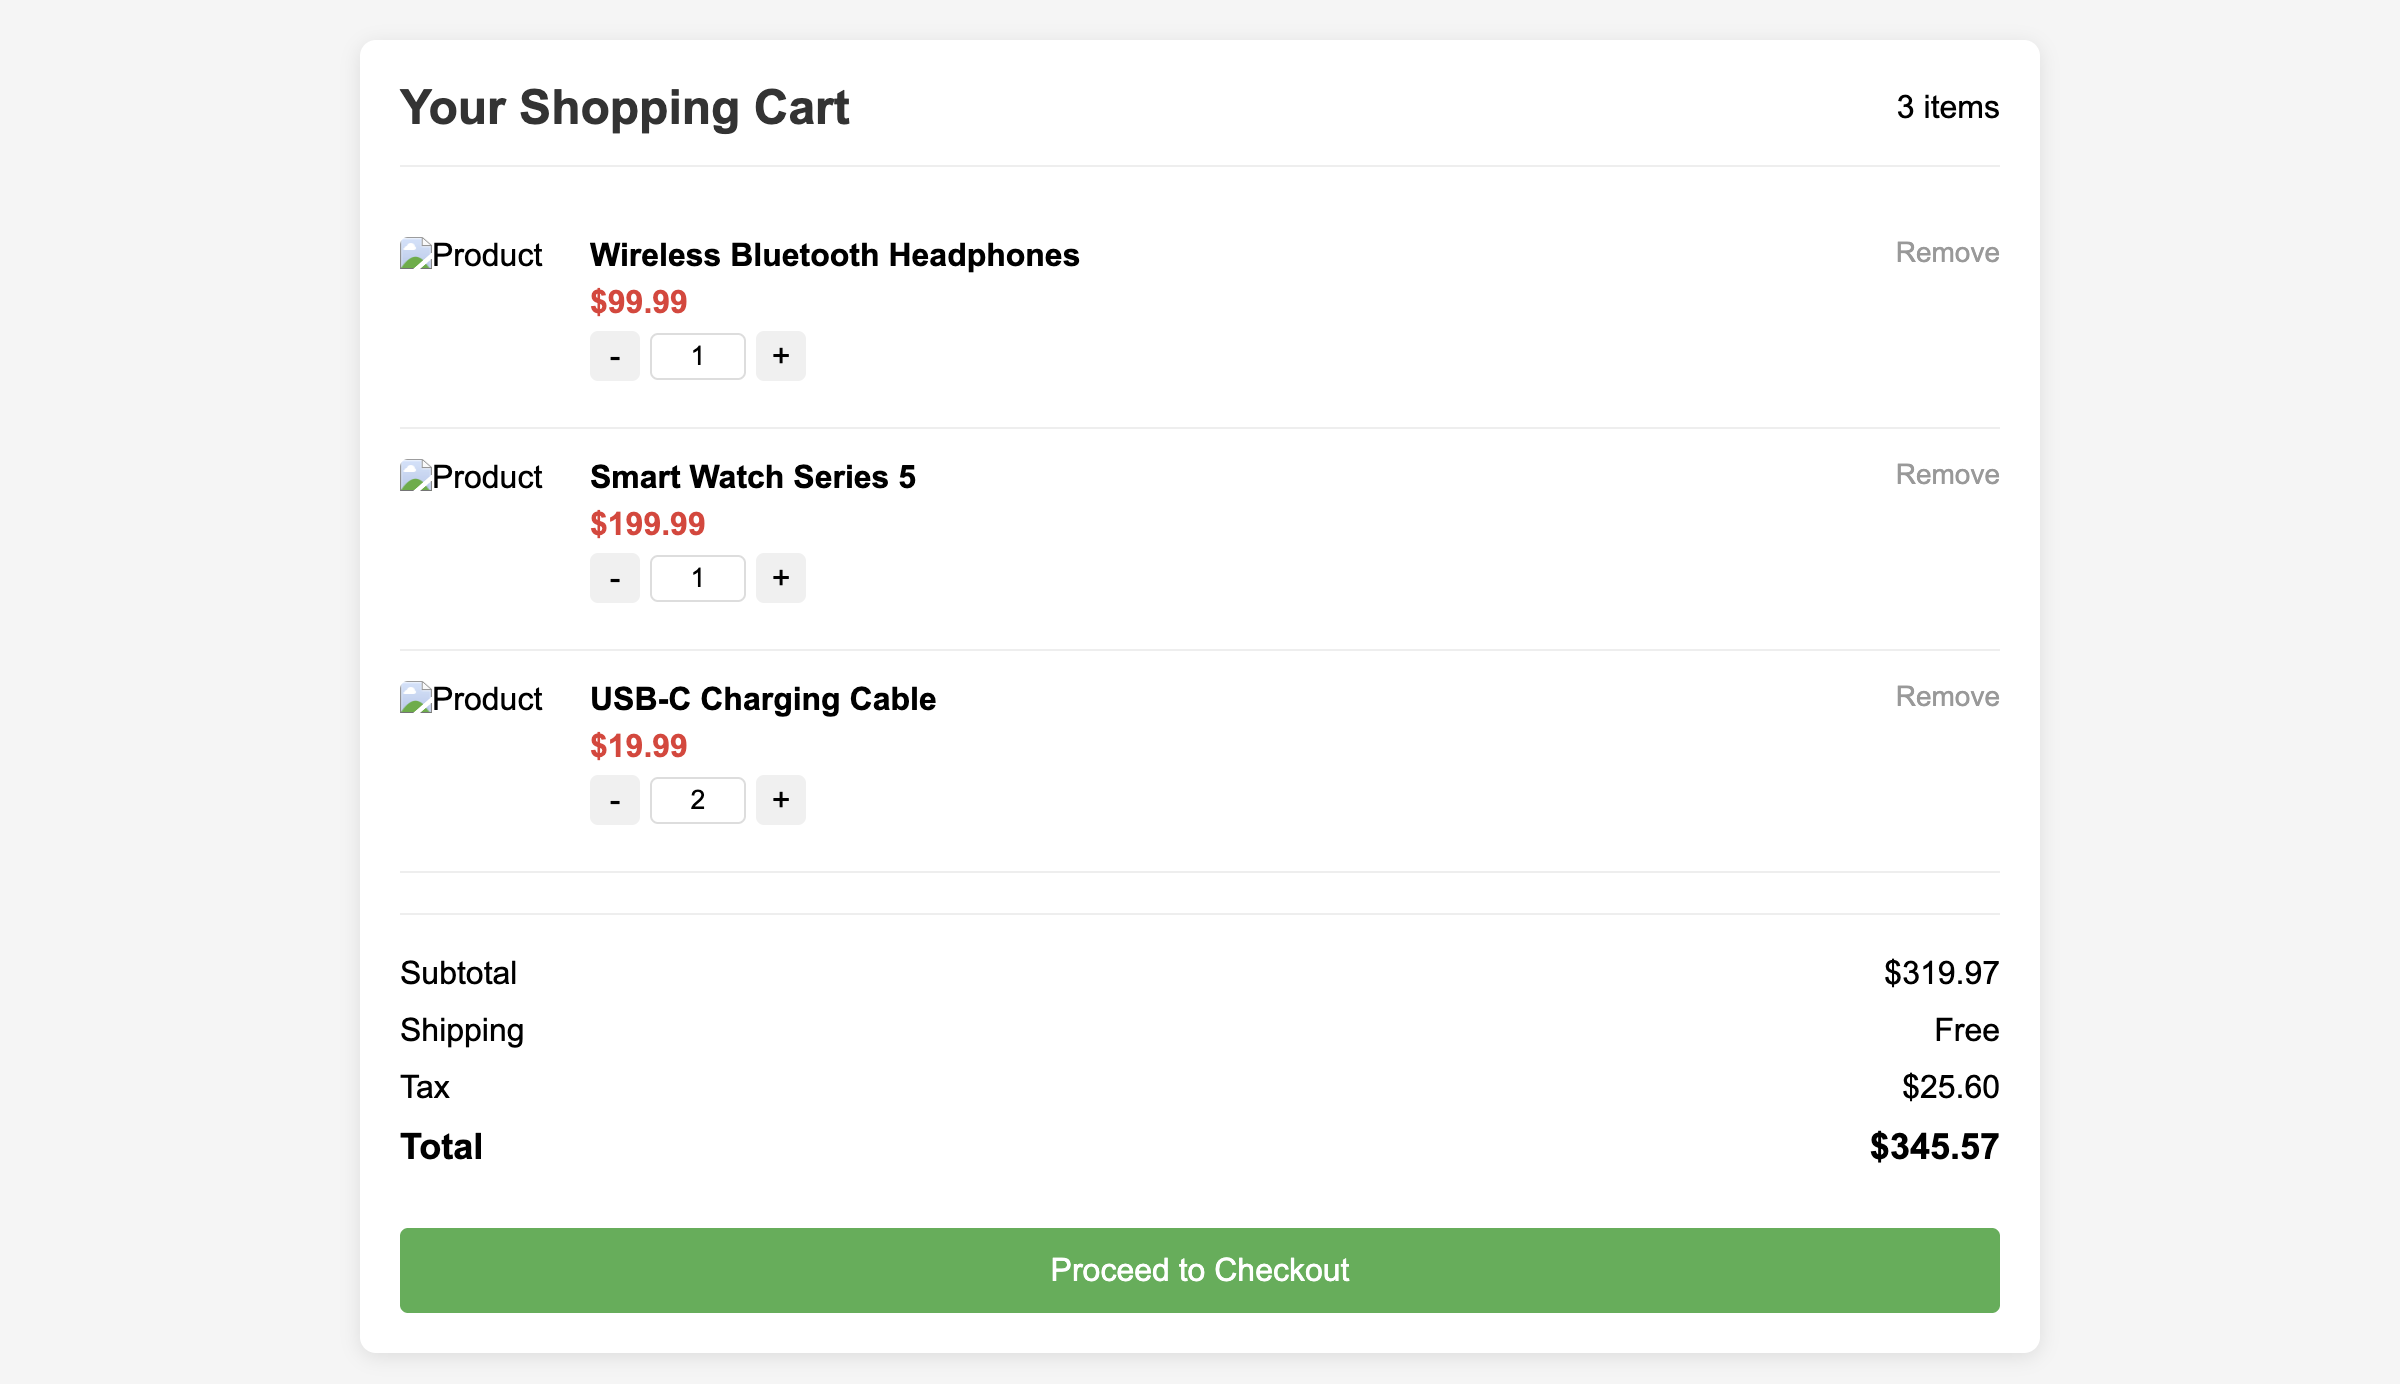 Your Shopping Cart
3 items
Product
Wireless Bluetooth Headphones
Remove
$99.99
- 1 +
Product
Smart Watch Series 5
Remove
$199.99
- 1 +
Product
USB-C Charging Cable
Remove
$19.99
- 2 +
Subtotal $319.97
Shipping Free
Tax $25.60
Total $345.57
Proceed to Checkout